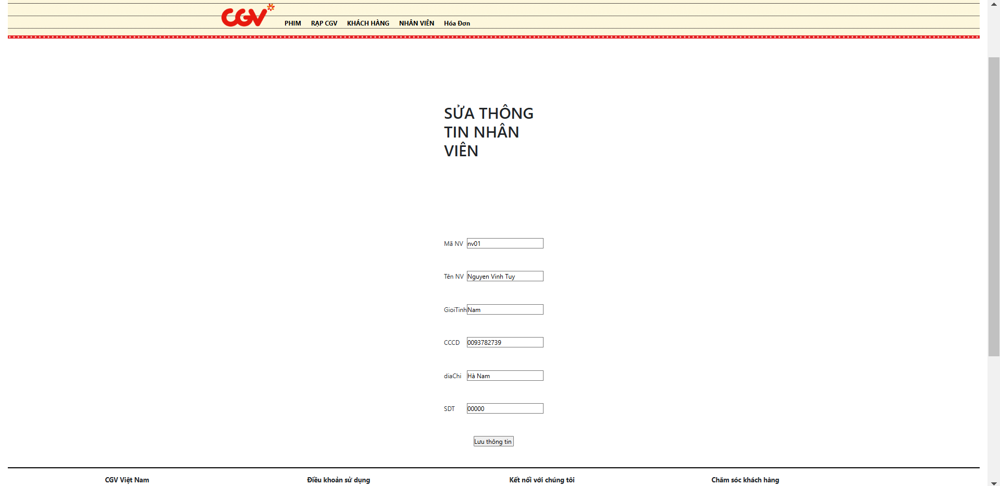 CGV
PHIM RẠP CGV KHÁCH HÀNG NHÂN VIÊN Hóa Đơn
SỬA THÔNG
TIN NHÂN
VIÊN
Mã NV nv01
Tên NV Nguyen Vinh Tuy
GioiTinh Nam
CCCD 0093782739
diaChi Hà Nam
SDT 00000
Lưu thông tin
CGV Việt Nam Điều khoản sử dụng Kết nối với chúng tôi Chăm sóc khách hàng